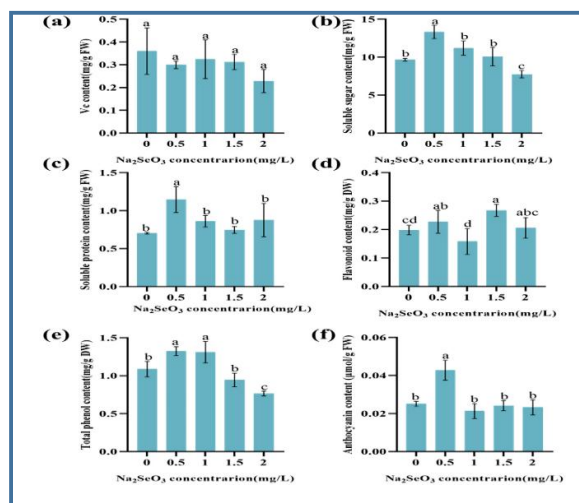 (a)
Vc content(mg/g FW)
0.5
0.4
0.3
0.2
0.1
0.0
a
a
a
a
a
0 0.5 1 1.5 2
Na₂SeO₃ concentrarion(mg/L)
(b)
Soluble sugar content(mg/g FW)
15
10
5
0
b
a
b
b
c
0 0.5 1 1.5 2
Na₂SeO₃ concentrarion(mg/L)
(c)
Soluble protein content(mg/g FW)
1.5
1.0
0.5
0.0
b
a
b
b
b
0 0.5 1 1.5 2
Na₂SeO₃ concentrarion(mg/L)
(d)
Flavonoid content(mg/g DW)
0.4
0.3
0.2
0.1
0.0
cd
ab
d
a
abc
0 0.5 1 1.5 2
Na₂SeO₃ concentrarion(mg/L)
(e)
Total phenol content(mg/g DW)
1.5
1.0
0.5
0.0
b
a
a
b
c
0 0.5 1 1.5 2
Na₂SeO₃ concentrarion(mg/L)
(f)
Anthocyanin content (μmol/g FW)
0.06
0.04
0.02
0.00
b
a
b
b
b
0 0.5 1 1.5 2
Na₂SeO₃ concentrarion(mg/L)